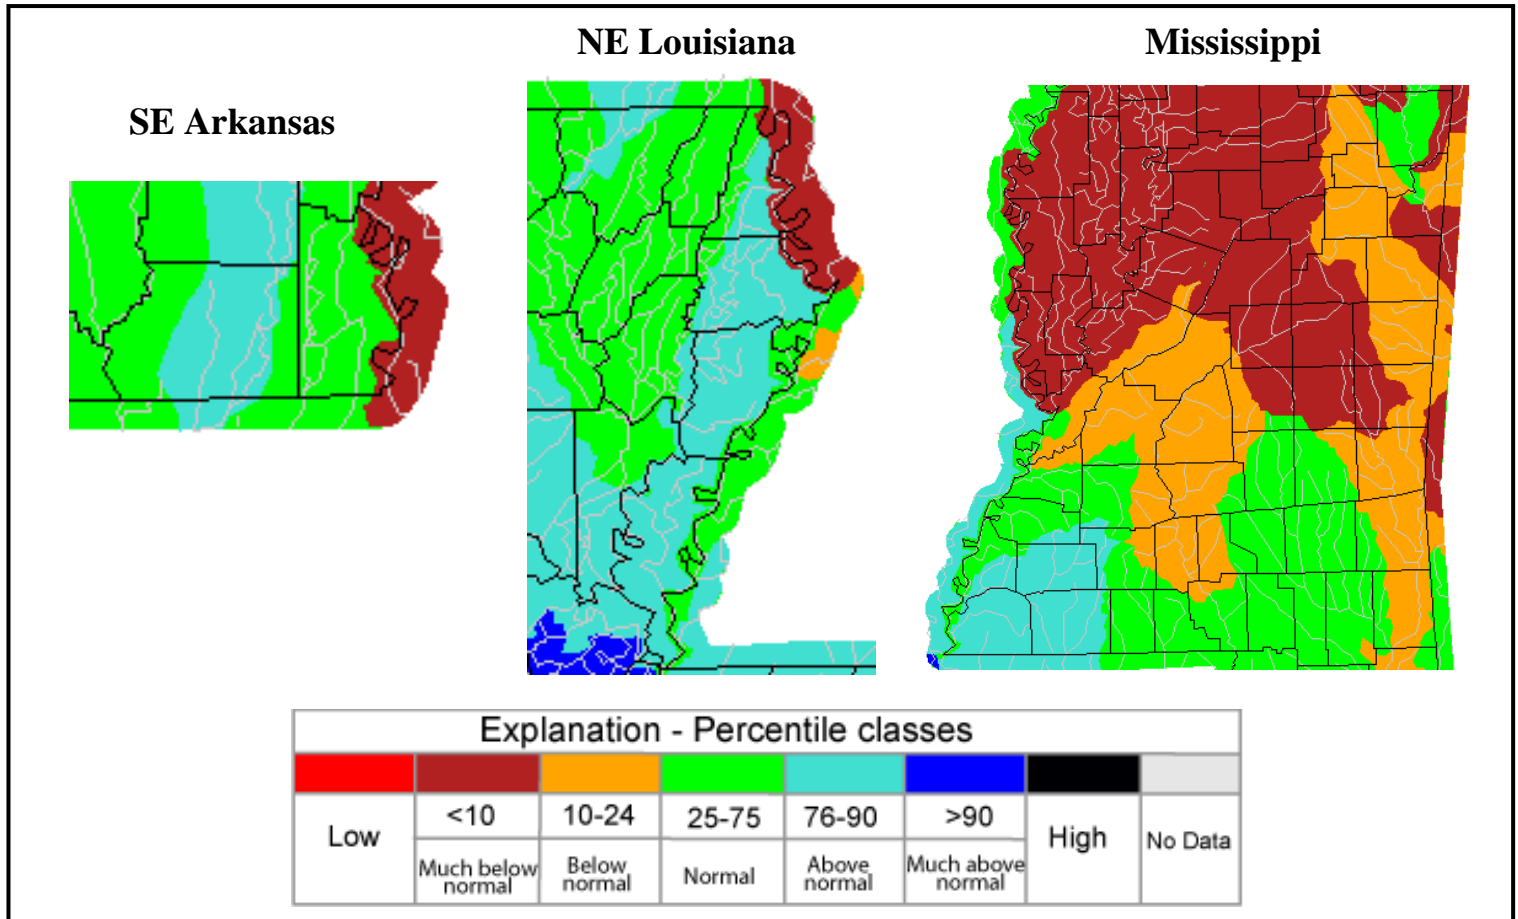 NE Louisiana
Mississippi
SE Arkansas
Explanation - Percentile classes
Low
<10
10-24
25-75
76-90
>90
High
No Data
Much below
normal
Below
normal
Normal
Above
normal
Much above
normal